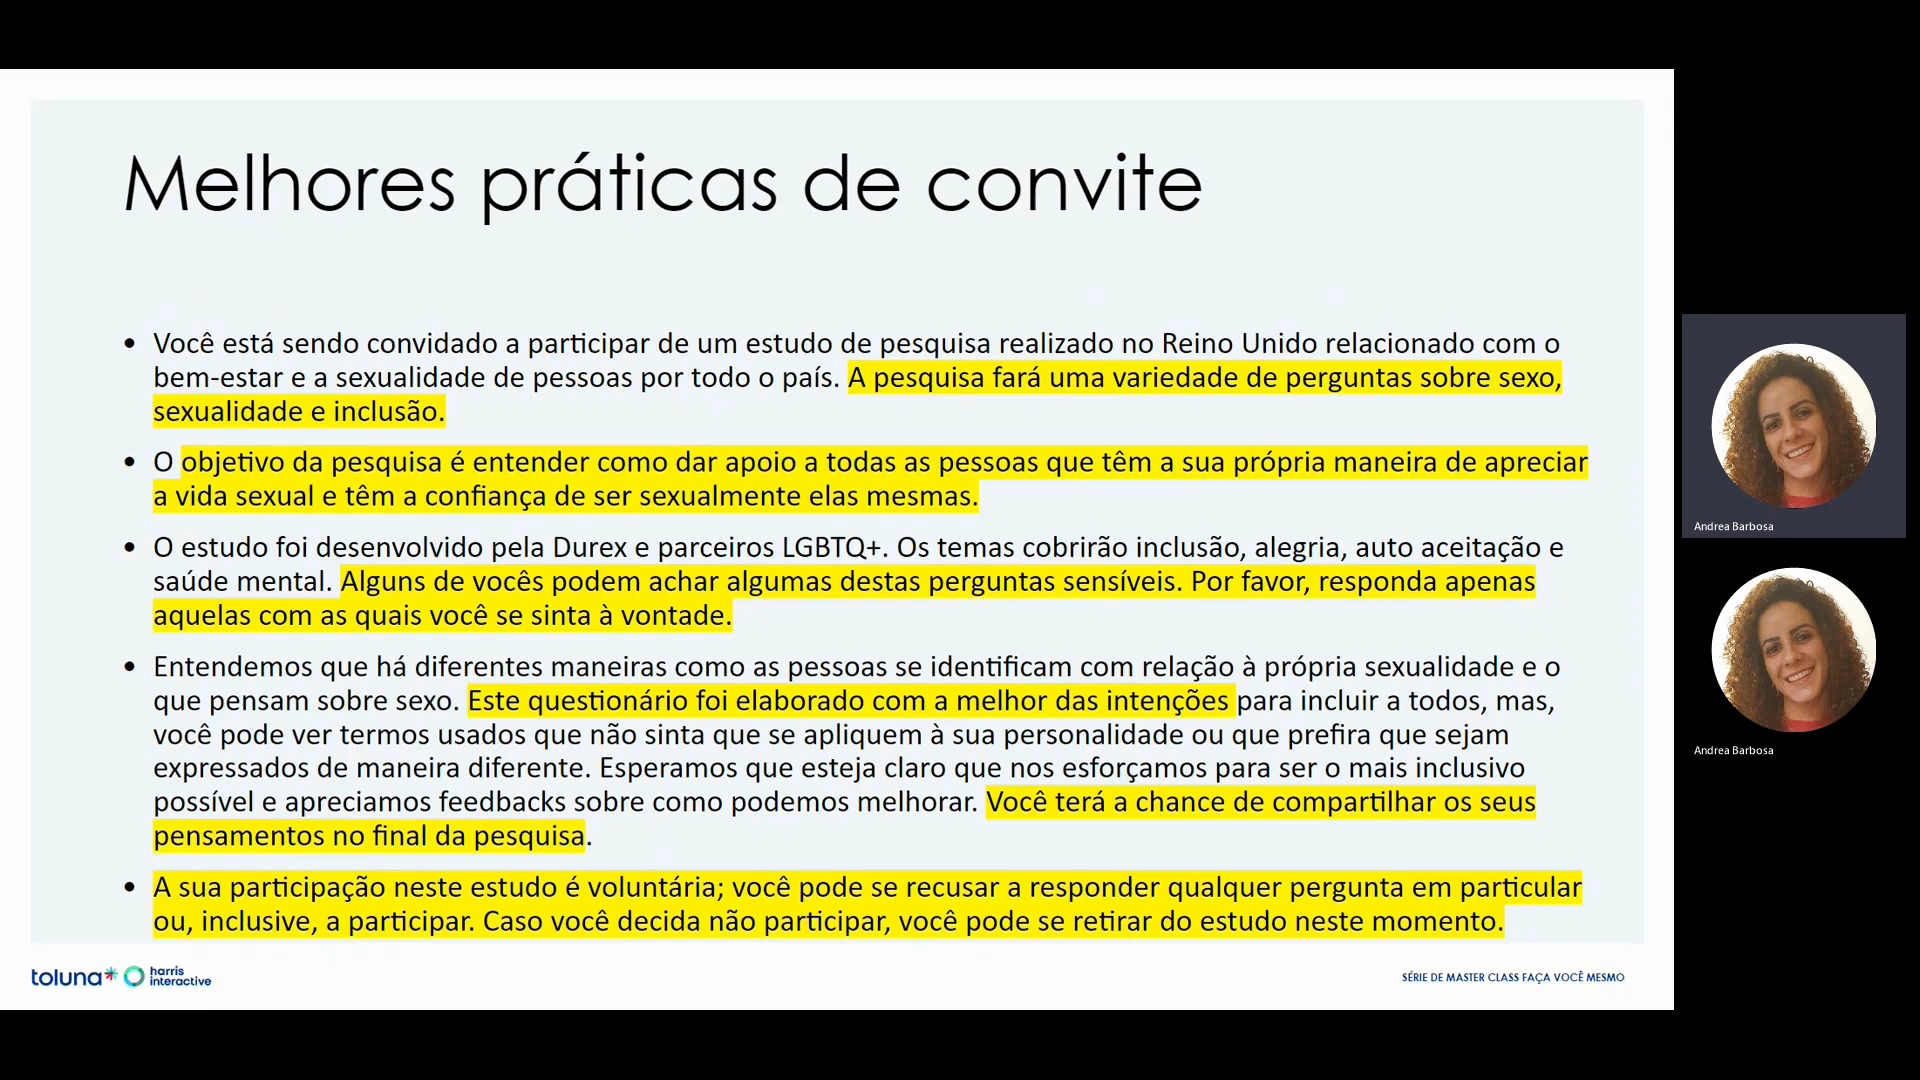 Melhores práticas de convite
• Você está sendo convidado a participar de um estudo de pesquisa realizado no Reino Unido relacionado com o
bem-estar e a sexualidade de pessoas por todo o país. A pesquisa fará uma variedade de perguntas sobre sexo,
sexualidade e inclusão.
• O objetivo da pesquisa é entender como dar apoio a todas as pessoas que têm a sua própria maneira de apreciar
a vida sexual e têm a confiança de ser sexualmente elas mesmas.
• O estudo foi desenvolvido pela Durex e parceiros LGBTQ+. Os temas cobrirão inclusão, alegria, auto aceitação e
saúde mental. Alguns de vocês podem achar algumas destas perguntas sensíveis. Por favor, responda apenas
aquelas com as quais você se sinta à vontade.
• Entendemos que há diferentes maneiras como as pessoas se identificam com relação à própria sexualidade e o
que pensam sobre sexo. Este questionário foi elaborado com a melhor das intenções para incluir a todos, mas,
você pode ver termos usados que não sinta que se apliquem à sua personalidade ou que prefira que sejam
expressados de maneira diferente. Esperamos que esteja claro que nos esforçamos para ser o mais inclusivo
possível e apreciamos feedbacks sobre como podemos melhorar. Você terá a chance de compartilhar os seus
pensamentos no final da pesquisa.
• A sua participação neste estudo é voluntária; você pode se recusar a responder qualquer pergunta em particular
ou, inclusive, a participar. Caso você decida não participar, você pode se retirar do estudo neste momento.
toluna* harris
interactive
SÉRIE DE MASTER CLASS FAÇA VOCÊ MESMO
Andrea Barbosa
Andrea Barbosa